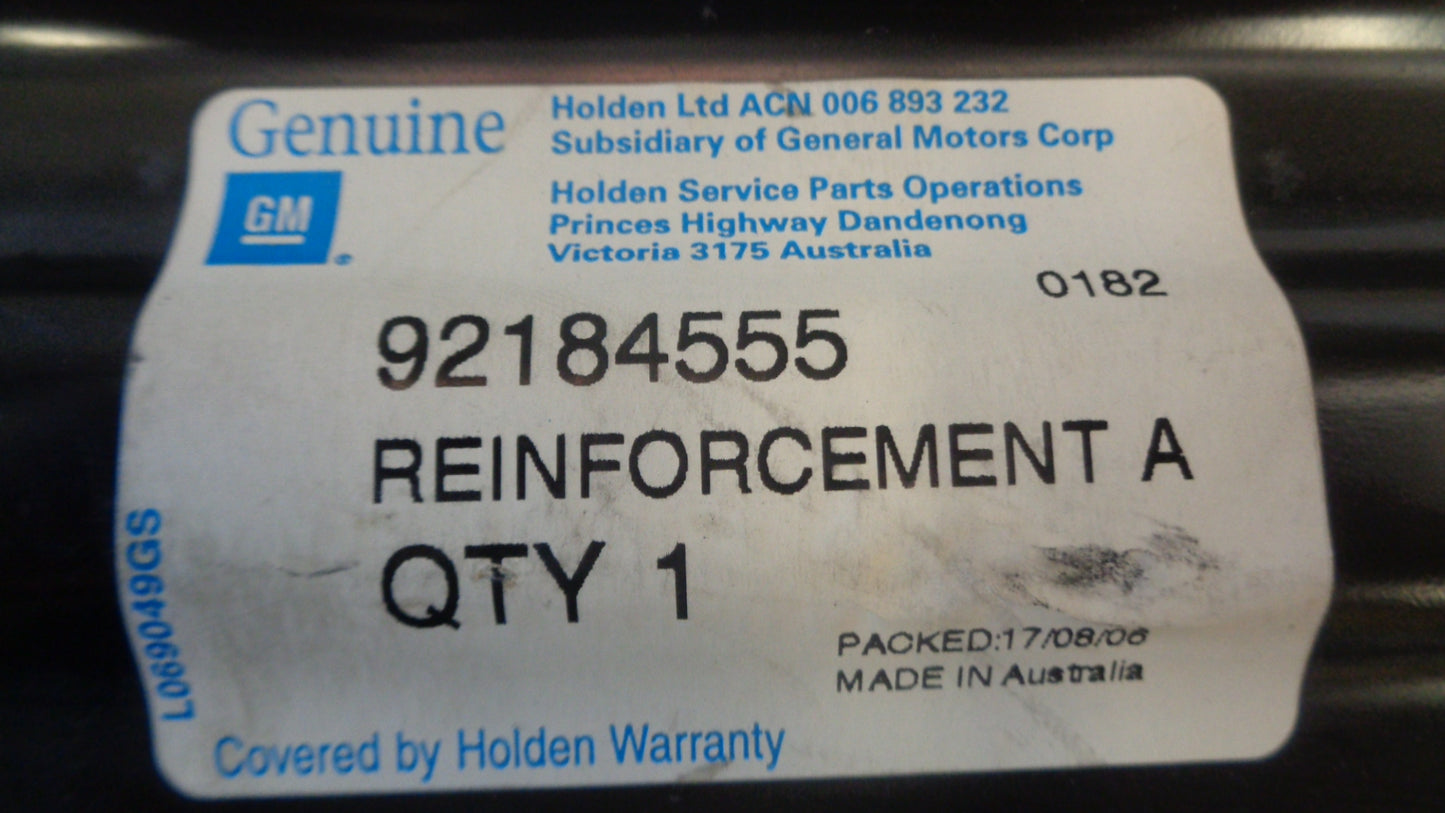 Genuine
GM
Holden Ltd ACN 006 893 232
Subsidiary of General Motors Corp
Holden Service Parts Operations
Princes Highway Dandenong
Victoria 3175 Australia
0182
92184555
REINFORCEMENT A
QTY 1
PACKED:17/08/06
MADE IN Australia
L069049GS
Covered by Holden Warranty